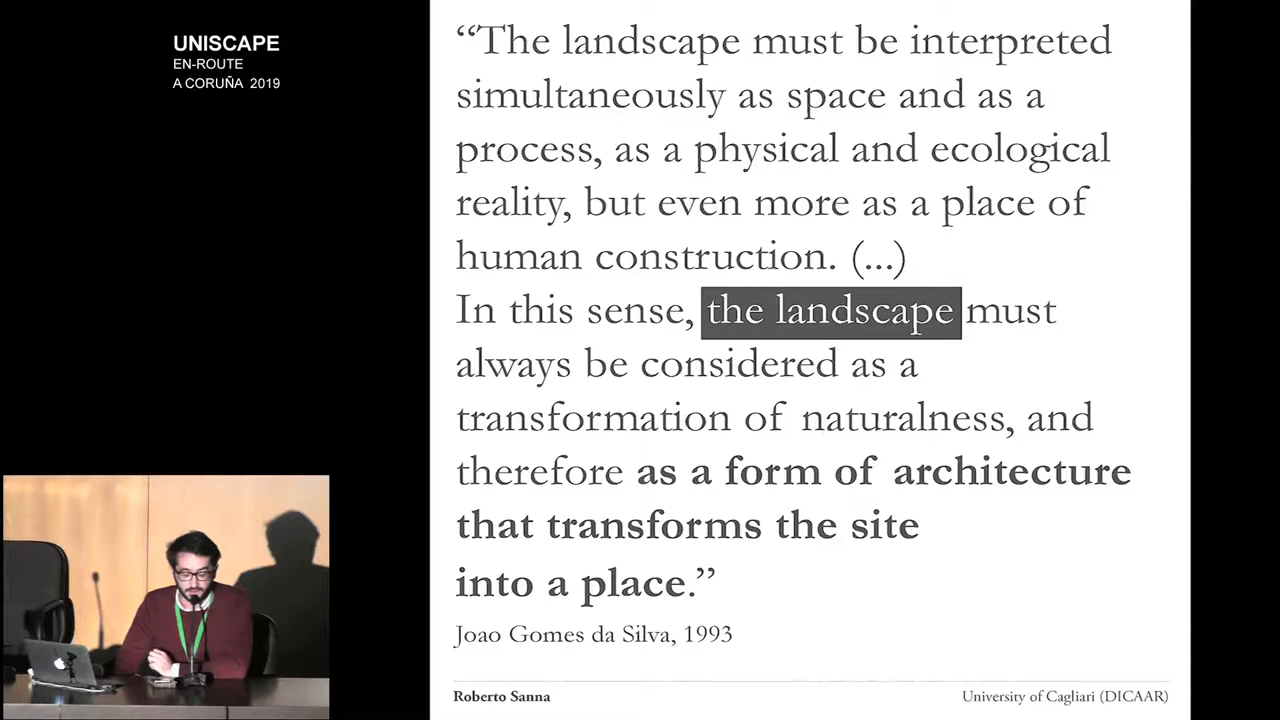 UNISCAPE
EN-ROUTE
A CORUÑA 2019
“The landscape must be interpreted
simultaneously as space and as a
process, as a physical and ecological
reality, but even more as a place of
human construction. (...)
In this sense, the landscape must
always be considered as a
transformation of naturalness, and
therefore as a form of architecture
that transforms the site
into a place.”
Joao Gomes da Silva, 1993
Roberto Sanna
University of Cagliari (DICAAR)